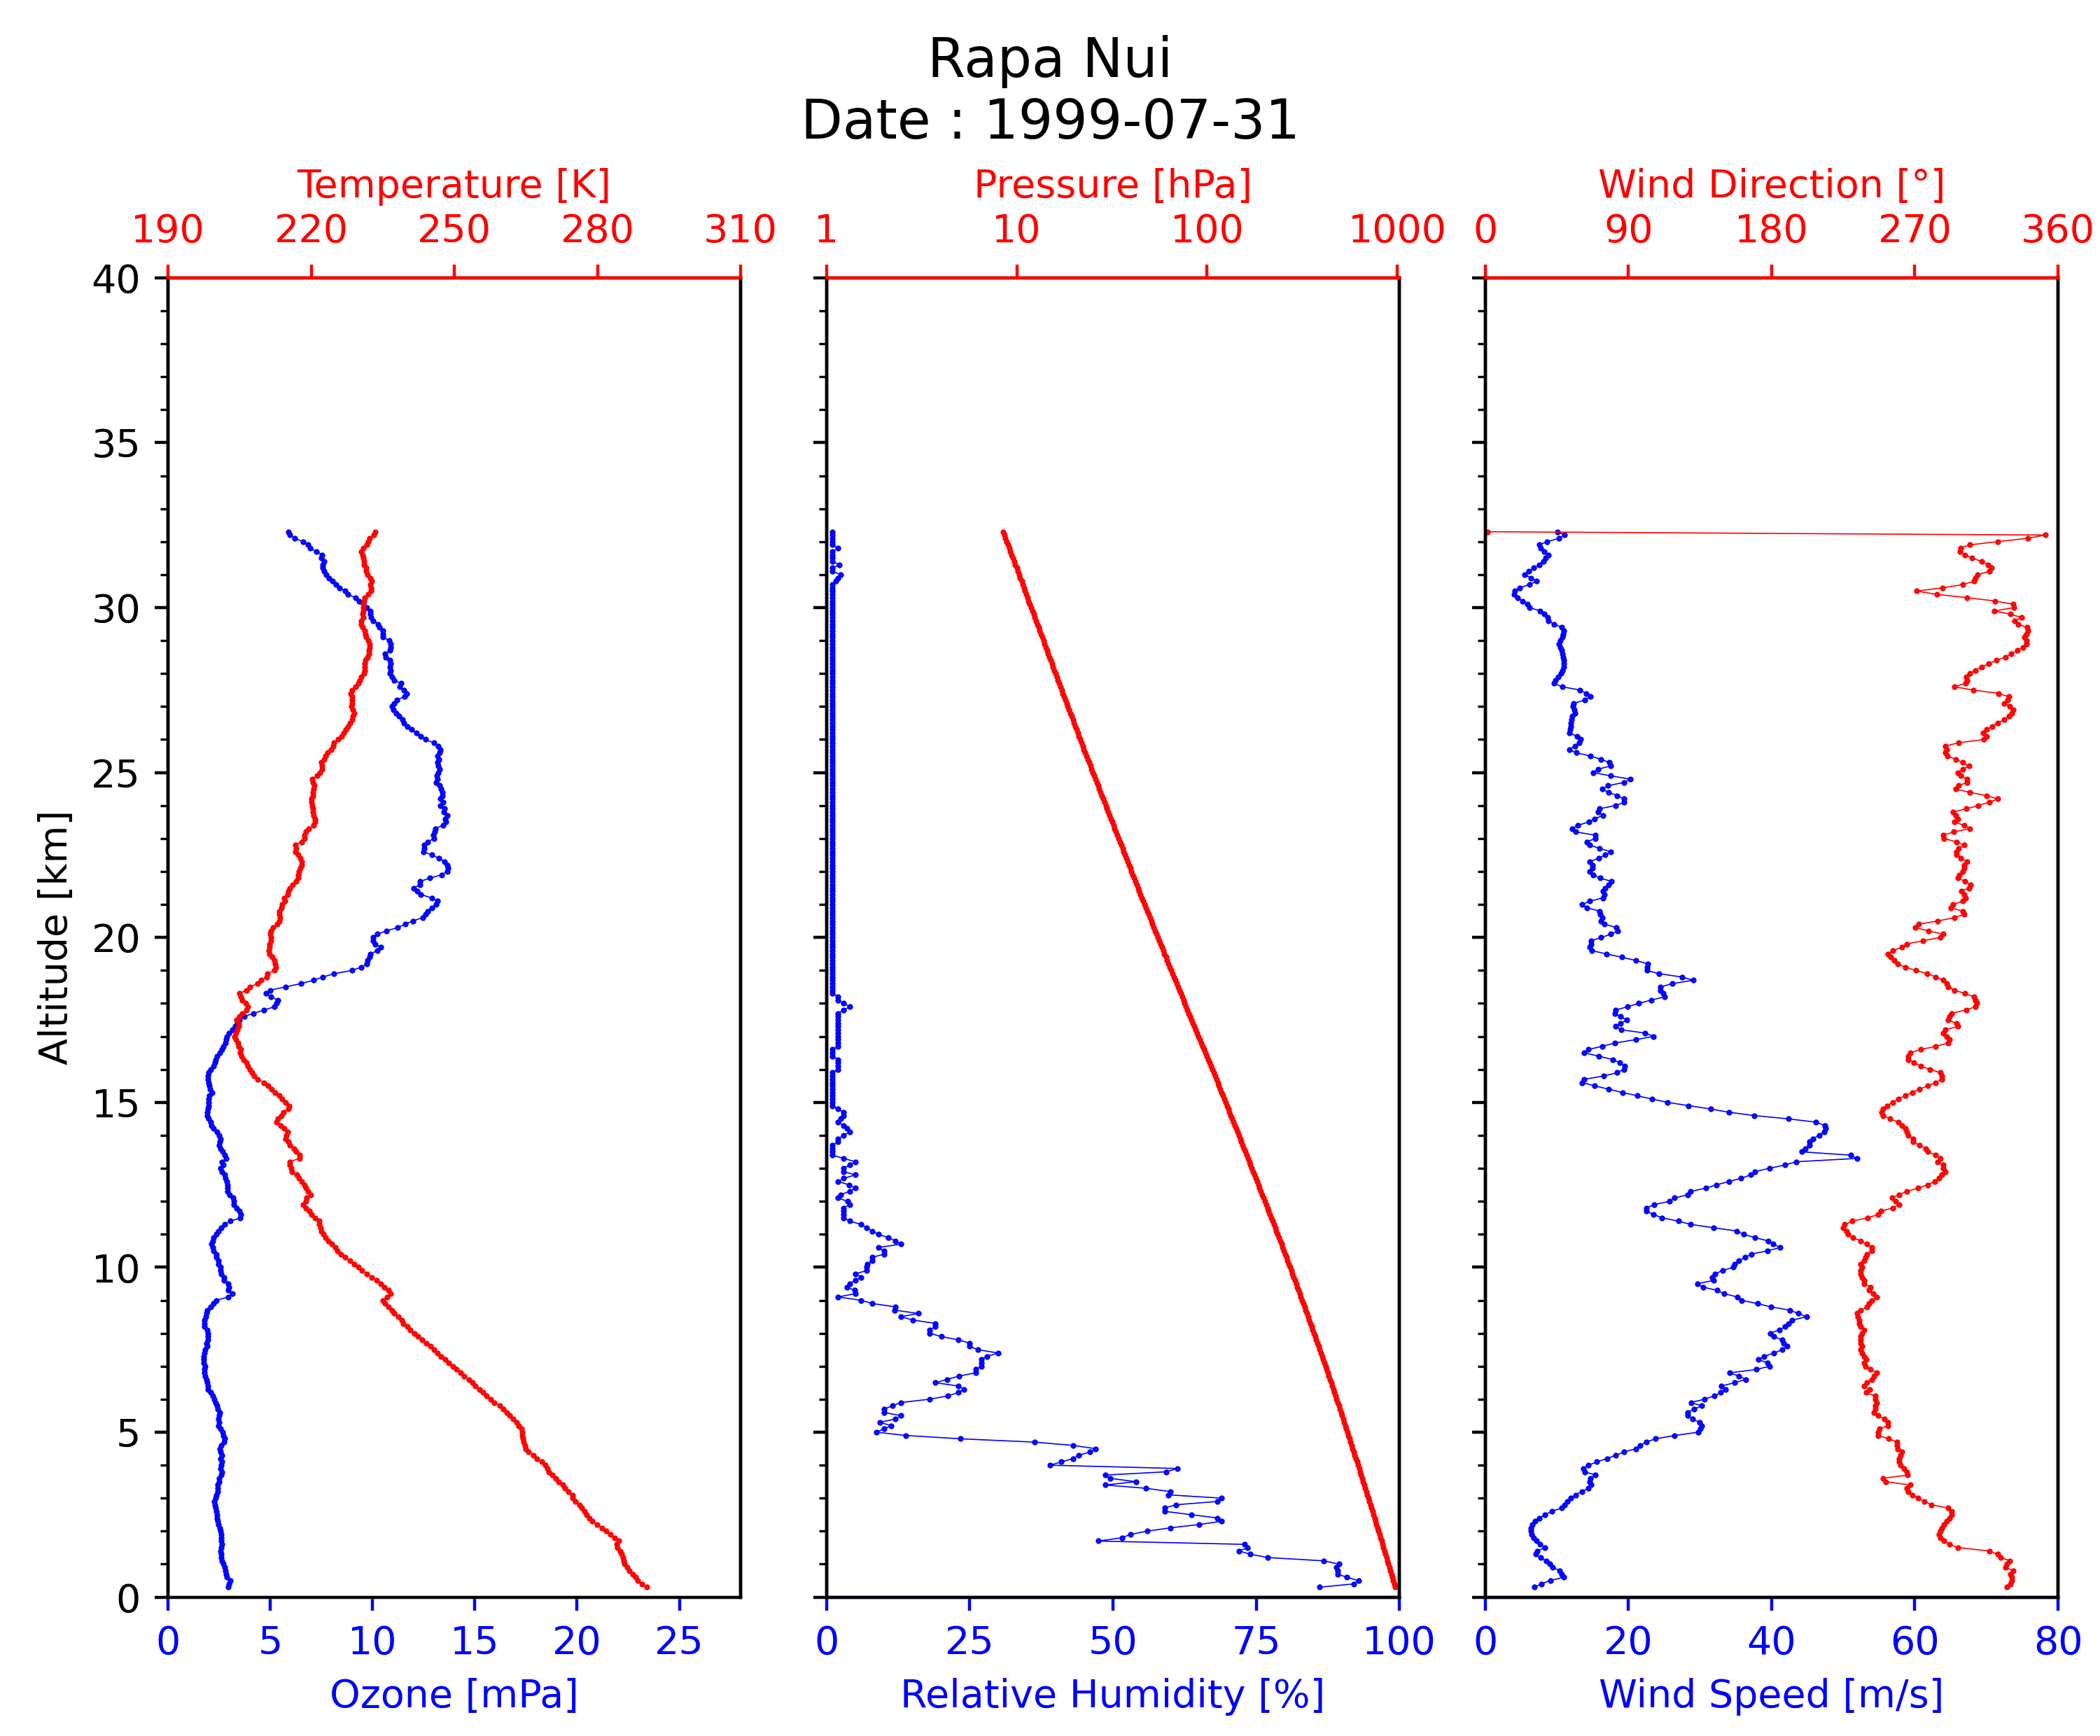 Rapa Nui
Date : 1999-07-31
Temperature [K] Pressure [hPa] Wind Direction [°]
190 220 250 280 310 1 10 100 1000 0 90 180 270 360
40
35
30
25
20
15
10
5
0
Altitude [km]
0 5 10 15 20 25 0 25 50 75 100 0 20 40 60 80
Ozone [mPa] Relative Humidity [%] Wind Speed [m/s]